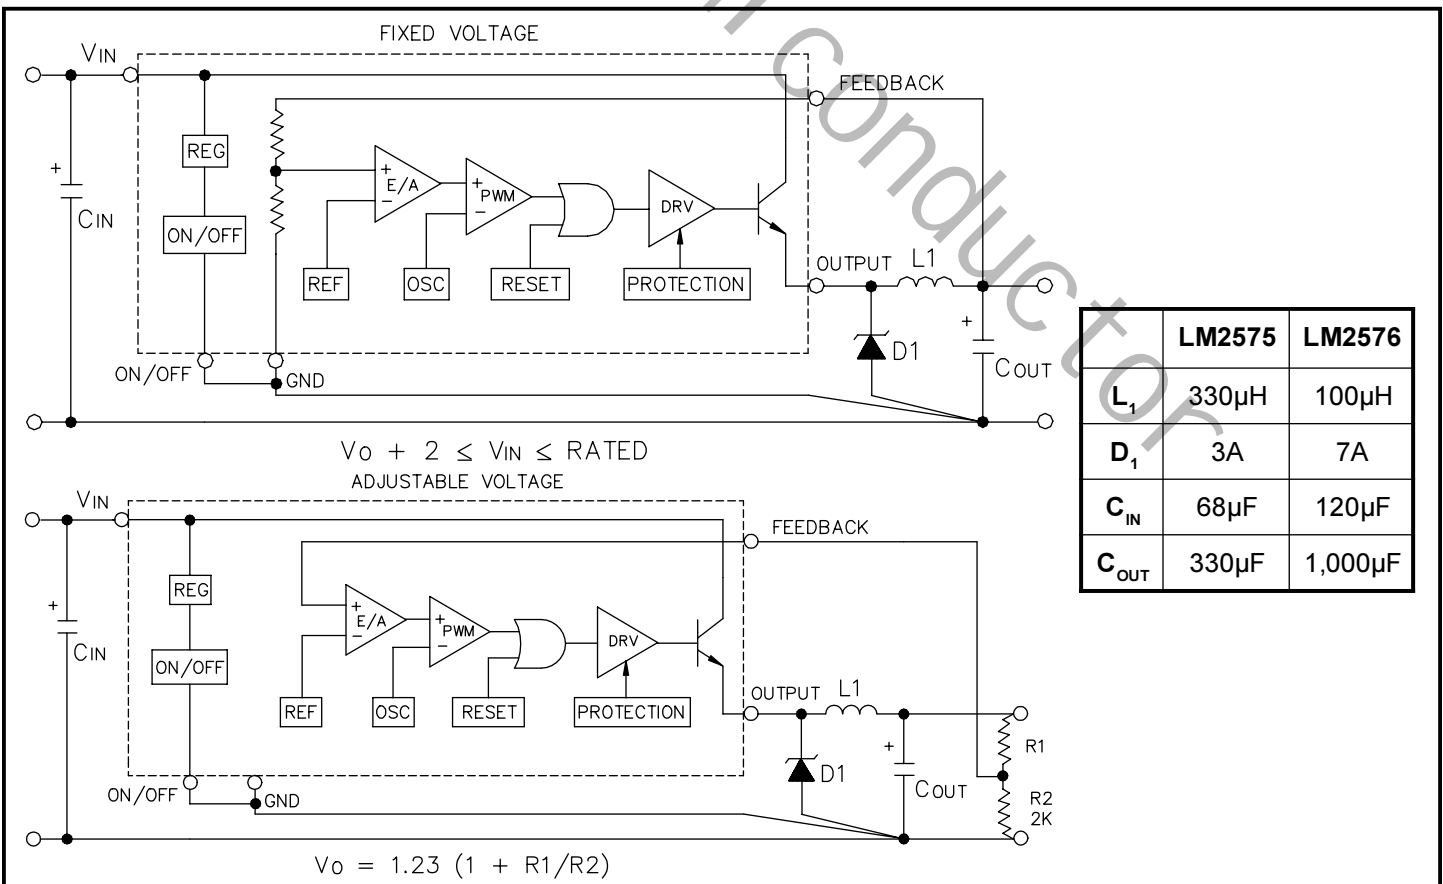 FIXED VOLTAGE
VIN
FEEDBACK
REG
+
E/A
−
+
PWM
−
DRV
+
CIN
ON/OFF
REF
OSC
RESET
PROTECTION
OUTPUT
L1
+
D1
COUT
ON/OFF
GND
VO + 2 ≤ VIN ≤ RATED
ADJUSTABLE VOLTAGE
VIN
FEEDBACK
REG
+
E/A
−
+
PWM
−
DRV
+
CIN
ON/OFF
REF
OSC
RESET
PROTECTION
OUTPUT
L1
+
D1
COUT
R1
R2
2K
ON/OFF
GND
VO = 1.23 (1 + R1/R2)
LM2575 LM2576
L1 330µH 100µH
D1 3A 7A
CIN 68µF 120µF
COUT 330µF 1,000µF
conductor